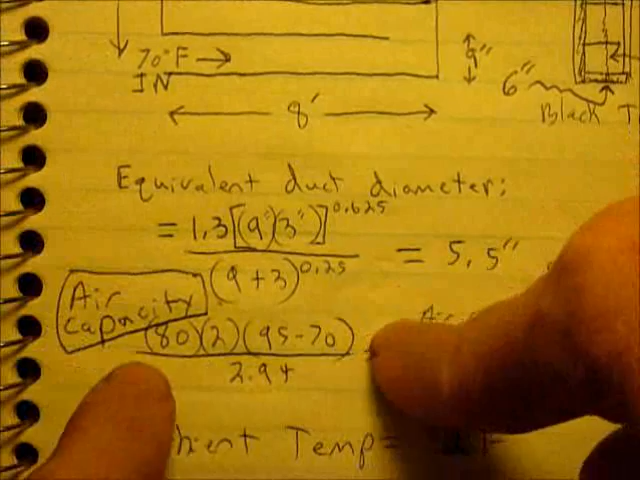 70°F
IN
9"
6"
Black
8'
Equivalent duct diameter:
= 1.3[(9")(3")]^0.625
(9+3)^0.25
= 5.5"
Air
capacity
(80)(2)(95-70)
2.94
Temp=